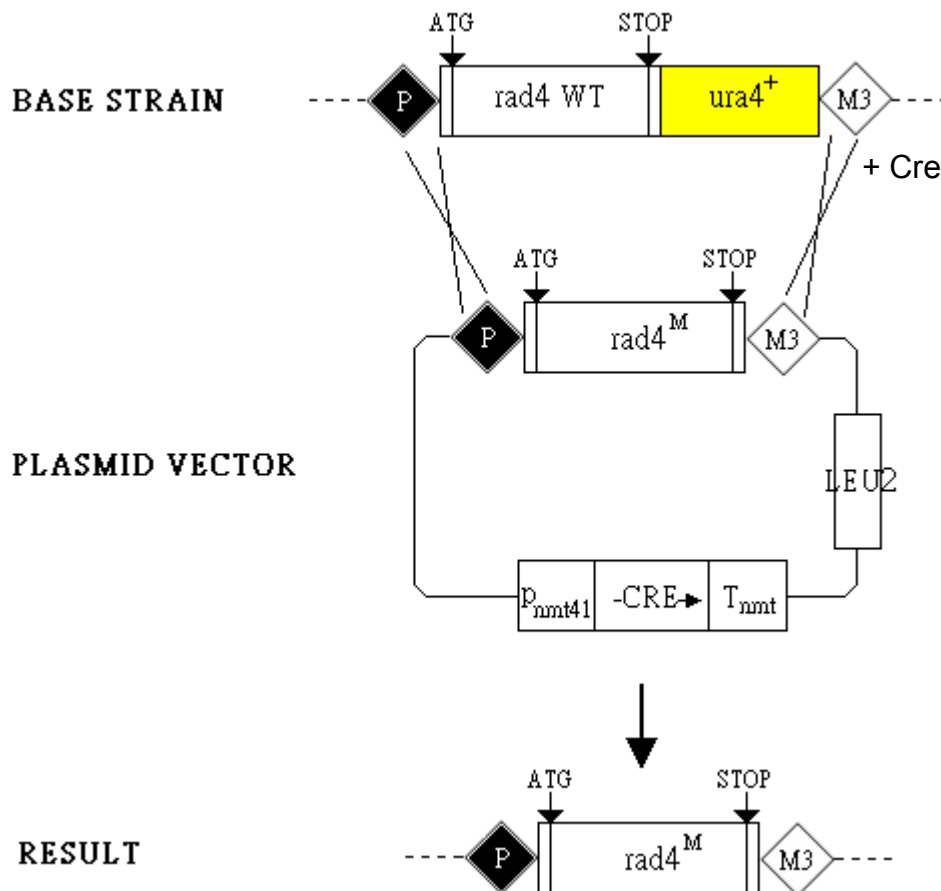 ATG STOP
BASE STRAIN P rad4 WT ura4+ M3
+ Cre
ATG STOP
P rad4M M3
PLASMID VECTOR LEU2
pnmt41 -CRE Tnmt
ATG STOP
RESULT P rad4M M3